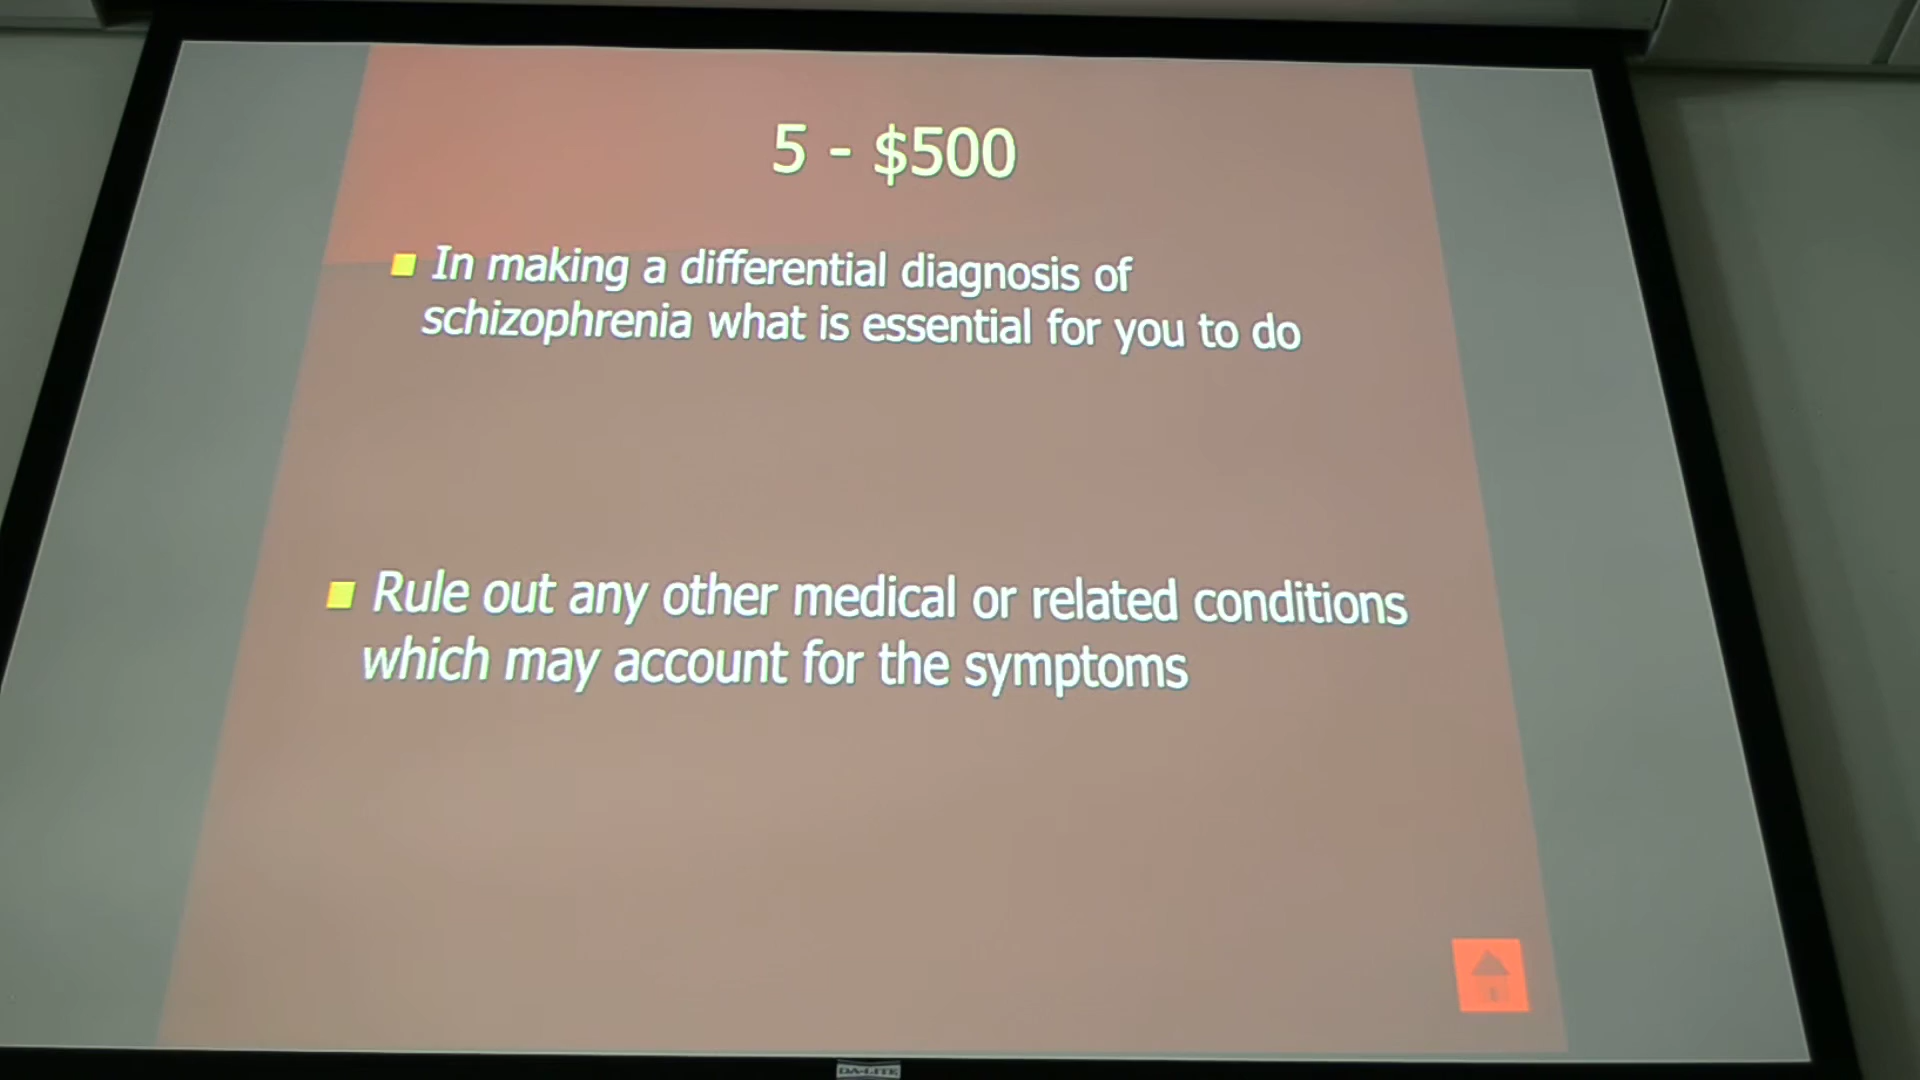 5 - $500
In making a differential diagnosis of
schizophrenia what is essential for you to do
Rule out any other medical or related conditions
which may account for the symptoms
DA-LITE